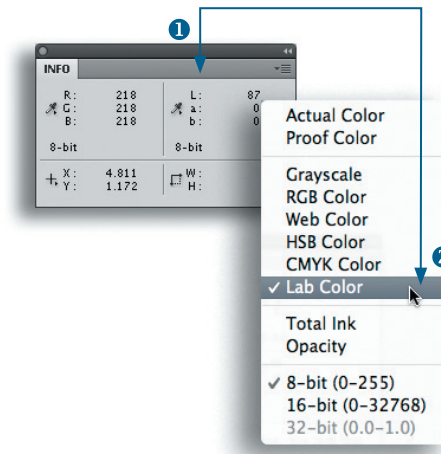 1
INFO
R: 218 L: 87
G: 218 a: 0
B: 218 b: 0
8-bit 8-bit
X: 4.811 W:
Y: 1.172 H:
Actual Color
Proof Color
Grayscale
RGB Color
Web Color
HSB Color
CMYK Color
✓ Lab Color
2
Total Ink
Opacity
✓ 8-bit (0-255)
16-bit (0-32768)
32-bit (0.0-1.0)